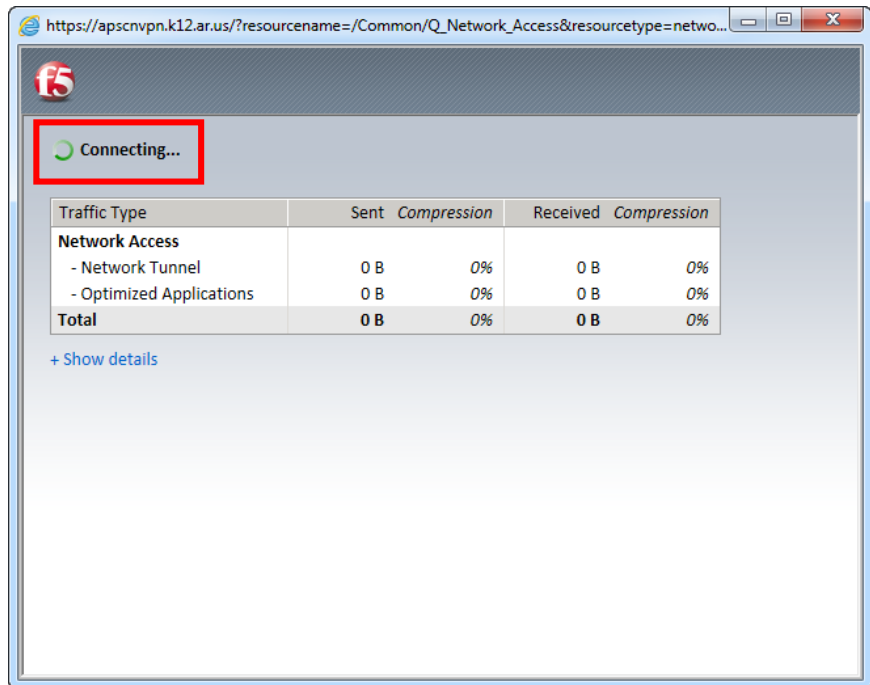 https://apscnvpn.k12.ar.us/?resourcename=/Common/Q_Network_Access&resourcetype=netwo...
f5
Connecting...
Traffic Type Sent Compression Received Compression
Network Access
- Network Tunnel 0 B 0% 0 B 0%
- Optimized Applications 0 B 0% 0 B 0%
Total 0 B 0% 0 B 0%
+ Show details